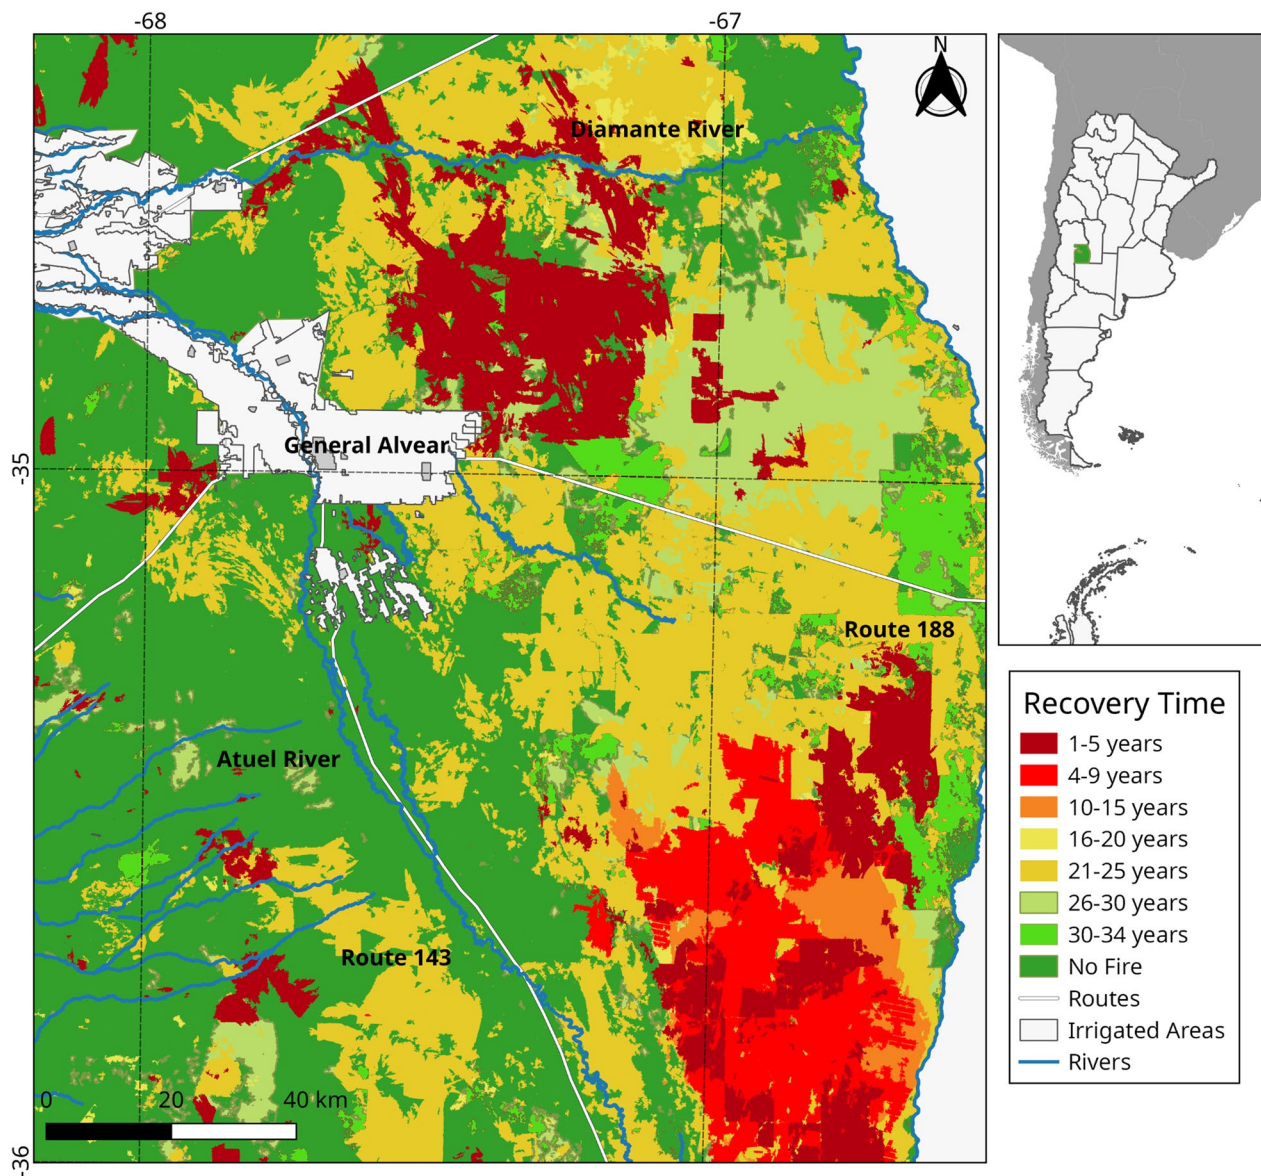 -68
-67
N
Diamante River
General Alvear
-35
Route 188
Atuel River
Route 143
0
20
40 km
-36
Recovery Time
1-5 years
4-9 years
10-15 years
16-20 years
21-25 years
26-30 years
30-34 years
No Fire
Routes
Irrigated Areas
Rivers